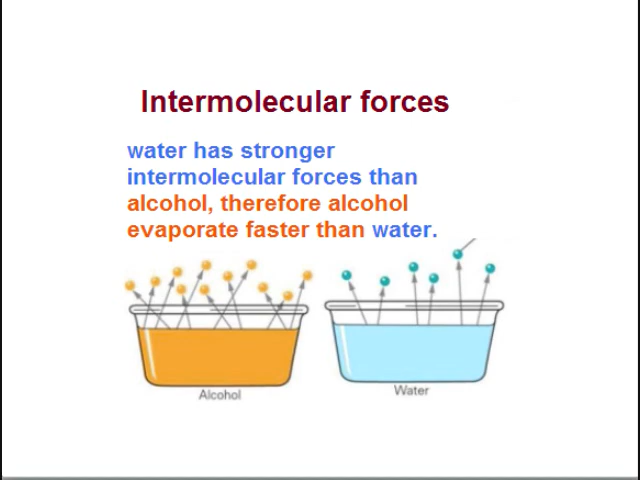 Intermolecular forces
water has stronger
intermolecular forces than
alcohol, therefore alcohol
evaporate faster than water.
Alcohol
Water